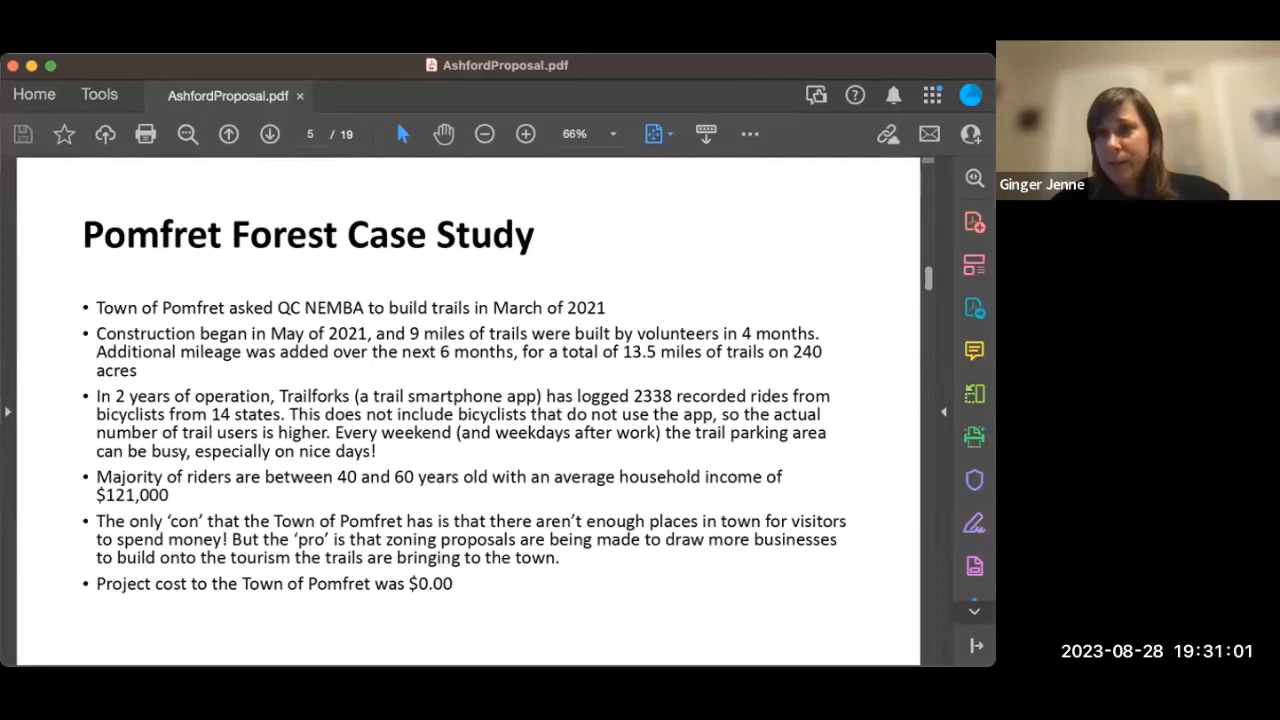 AshfordProposal.pdf
Home
Tools
AshfordProposal.pdf ×
5 / 19
66%
Ginger Jenne
Pomfret Forest Case Study
• Town of Pomfret asked QC NEMBA to build trails in March of 2021
• Construction began in May of 2021, and 9 miles of trails were built by volunteers in 4 months.
Additional mileage was added over the next 6 months, for a total of 13.5 miles of trails on 240
acres
• In 2 years of operation, Trailforks (a trail smartphone app) has logged 2338 recorded rides from
bicyclists from 14 states. This does not include bicyclists that do not use the app, so the actual
number of trail users is higher. Every weekend (and weekdays after work) the trail parking area
can be busy, especially on nice days!
• Majority of riders are between 40 and 60 years old with an average household income of
$121,000
• The only ‘con’ that the Town of Pomfret has is that there aren’t enough places in town for visitors
to spend money! But the ‘pro’ is that zoning proposals are being made to draw more businesses
to build onto the tourism the trails are bringing to the town.
• Project cost to the Town of Pomfret was $0.00
2023-08-28 19:31:01